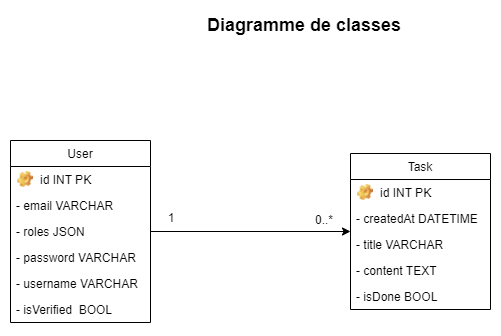 Diagramme de classes
User
id INT PK
- email VARCHAR
- roles JSON
- password VARCHAR
- username VARCHAR
- isVerified  BOOL
1
0..*
Task
id INT PK
- createdAt DATETIME
- title VARCHAR
- content TEXT
- isDone BOOL